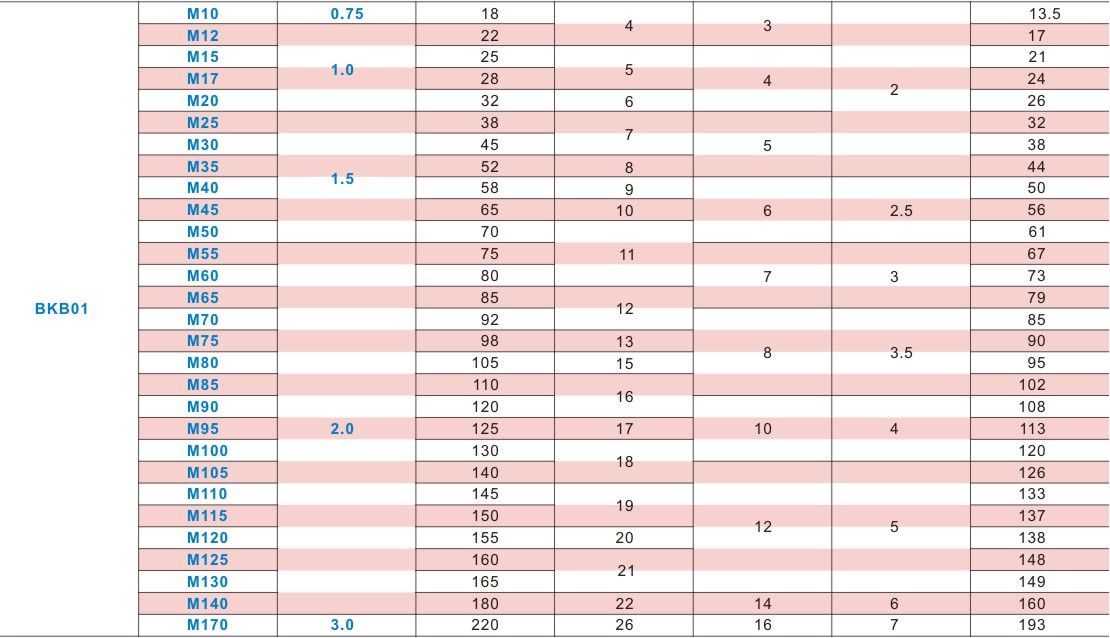 M10 0.75 18 4 3 13.5
M12 22 17
M15 1.0 25 5 21
M17 28 4 2 24
M20 32 6 26
M25 38 7 32
M30 45 5 38
M35 1.5 52 8 44
M40 58 9 50
M45 65 10 6 2.5 56
M50 70 61
M55 75 11 67
M60 80 7 3 73
M65 85 12 79
BKB01
M70 92 85
M75 98 13 8 3.5 90
M80 105 15 95
M85 110 16 102
M90 120 108
M95 2.0 125 17 10 4 113
M100 130 18 120
M105 140 126
M110 145 19 133
M115 150 12 5 137
M120 155 20 138
M125 160 21 148
M130 165 149
M140 180 22 14 6 160
M170 3.0 220 26 16 7 193